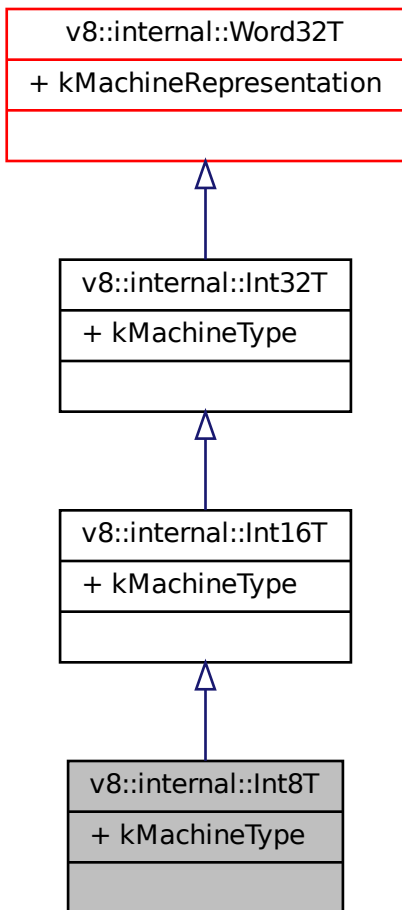 v8::internal::Word32T
+ kMachineRepresentation
v8::internal::Int32T
+ kMachineType
v8::internal::Int16T
+ kMachineType
v8::internal::Int8T
+ kMachineType